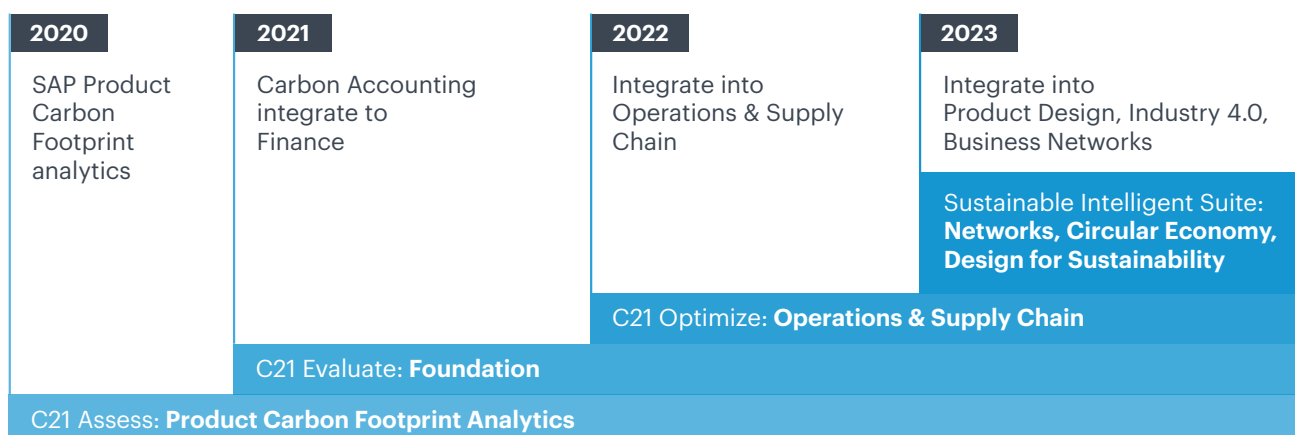 2020
SAP Product
Carbon
Footprint
analytics
2021
Carbon Accounting
integrate to
Finance
2022
Integrate into
Operations & Supply
Chain
2023
Integrate into
Product Design, Industry 4.0,
Business Networks
Sustainable Intelligent Suite:
Networks, Circular Economy,
Design for Sustainability
C21 Optimize: Operations & Supply Chain
C21 Evaluate: Foundation
C21 Assess: Product Carbon Footprint Analytics